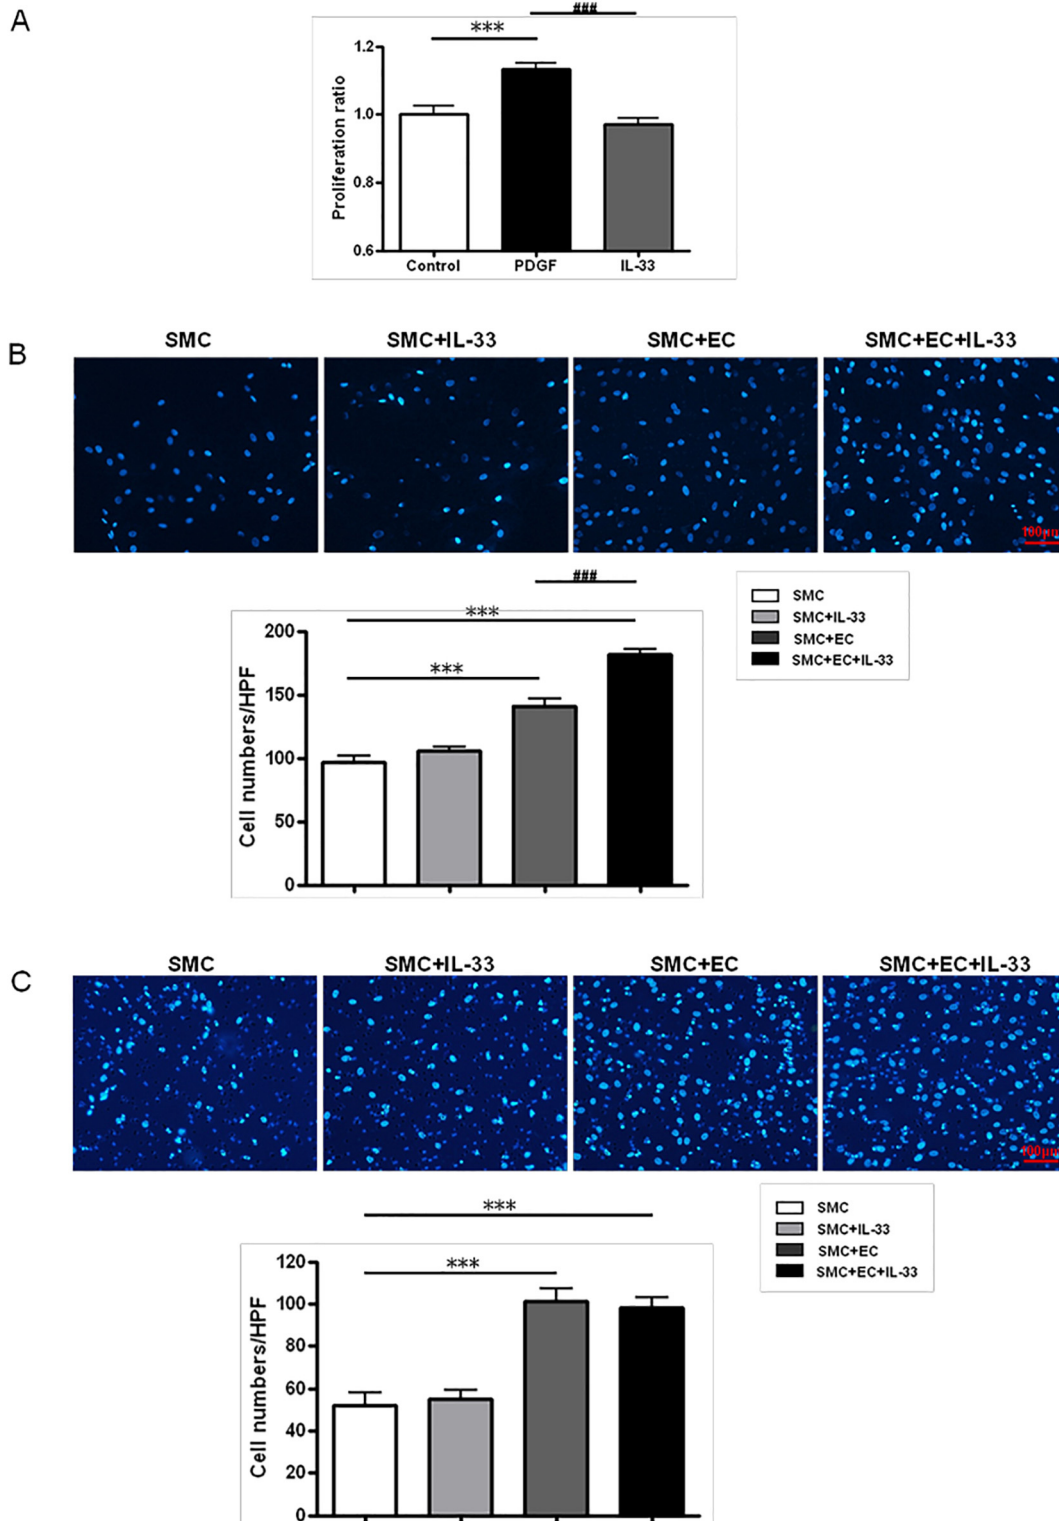 A
###
***
1.2
1.0
0.8
0.6
Proliferation ratio
Control PDGF IL-33
B
SMC SMC+IL-33 SMC+EC SMC+EC+IL-33
100μm
###
***
***
200
150
100
50
0
Cell numbers/HPF
SMC
SMC+IL-33
SMC+EC
SMC+EC+IL-33
C
SMC SMC+IL-33 SMC+EC SMC+EC+IL-33
100μm
***
***
120
100
80
60
40
20
0
Cell numbers/HPF
SMC
SMC+IL-33
SMC+EC
SMC+EC+IL-33